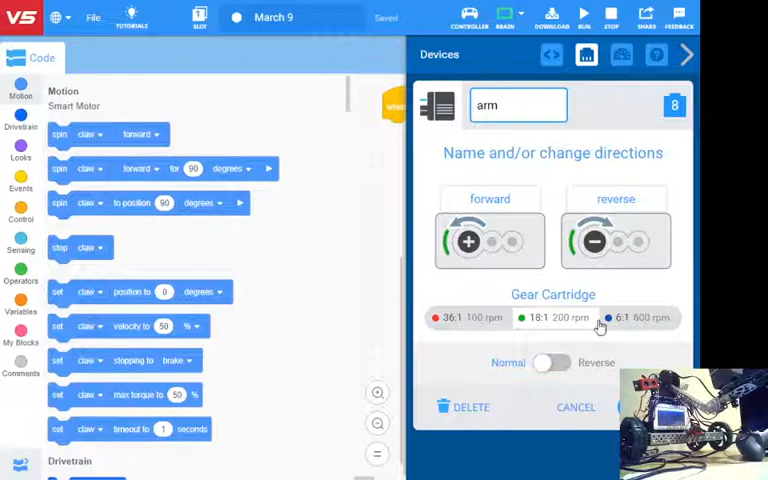 V5
File
TUTORIALS
1
SLOT
March 9
Saved
CONTROLLER
BRAIN
DOWNLOAD
RUN
STOP
SHARE
FEEDBACK
Code
Devices
Motion
Drivetrain
Looks
Events
Control
Sensing
Operators
Variables
My Blocks
Comments
Motion
Smart Motor
spin claw forward
spin claw forward for 90 degrees
spin claw to position 90 degrees
stop claw
set claw position to 0 degrees
set claw velocity to 50 %
set claw stopping to brake
set claw max torque to 50 %
set claw timeout to 1 seconds
Drivetrain
when
arm
8
Name and/or change directions
forward
reverse
Gear Cartridge
36:1 100 rpm
18:1 200 rpm
6:1 600 rpm
Normal
Reverse
DELETE
CANCEL